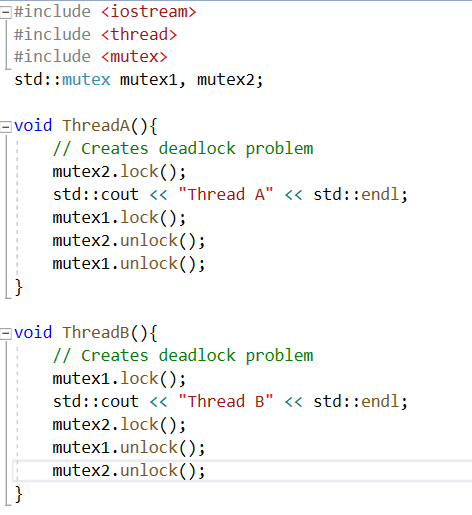 #include <iostream>
#include <thread>
#include <mutex>
std::mutex mutex1, mutex2;
void ThreadA(){
// Creates deadlock problem
mutex2.lock();
std::cout << "Thread A" << std::endl;
mutex1.lock();
mutex2.unlock();
mutex1.unlock();
}
void ThreadB(){
// Creates deadlock problem
mutex1.lock();
std::cout << "Thread B" << std::endl;
mutex2.lock();
mutex1.unlock();
mutex2.unlock();
}